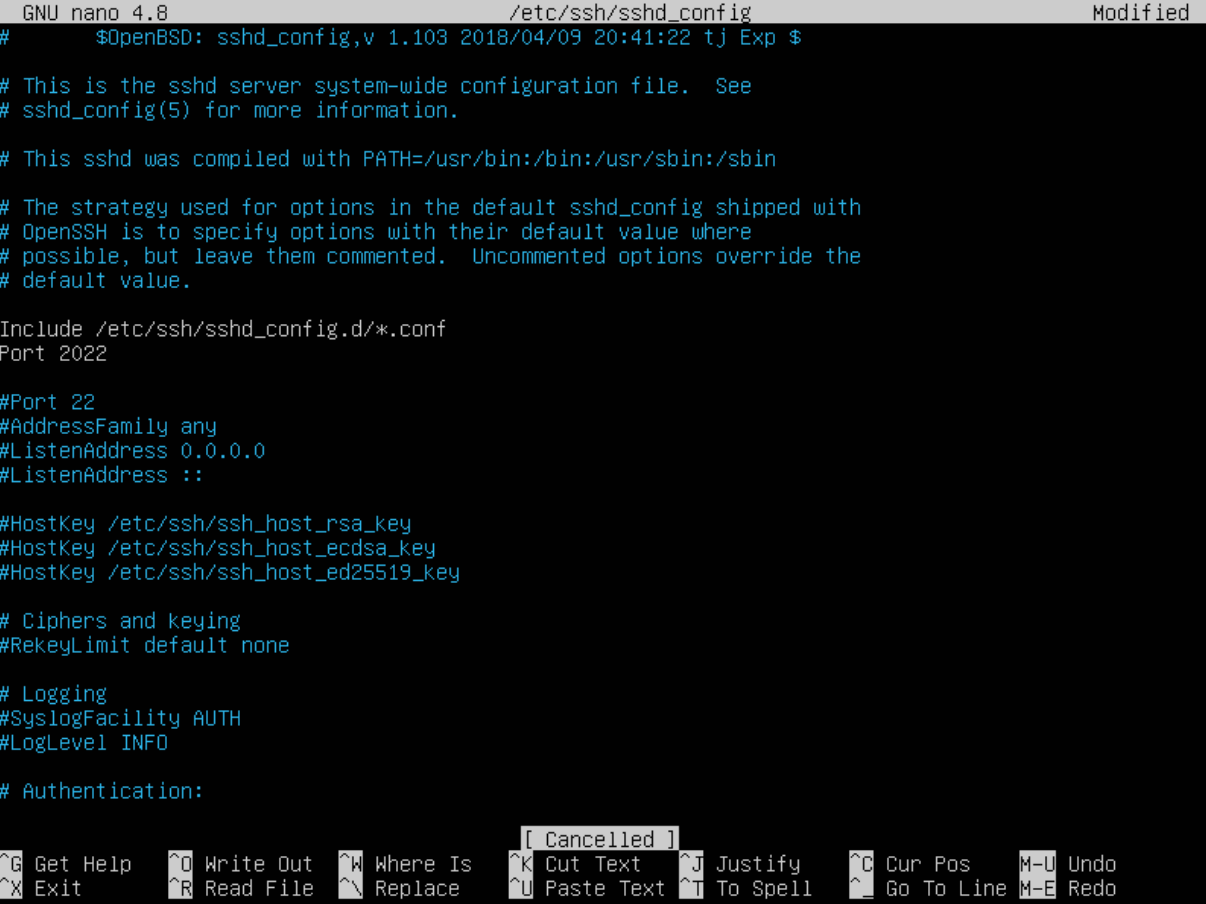 GNU nano 4.8 /etc/ssh/sshd_config Modified
# $OpenBSD: sshd_config,v 1.103 2018/04/09 20:41:22 tj Exp $
# This is the sshd server system-wide configuration file. See
# sshd_config(5) for more information.
# This sshd was compiled with PATH=/usr/bin:/bin:/usr/sbin:/sbin
# The strategy used for options in the default sshd_config shipped with
# OpenSSH is to specify options with their default value where
# possible, but leave them commented. Uncommented options override the
# default value.
Include /etc/ssh/sshd_config.d/*.conf
Port 2022
#Port 22
#AddressFamily any
#ListenAddress 0.0.0.0
#ListenAddress ::
#HostKey /etc/ssh/ssh_host_rsa_key
#HostKey /etc/ssh/ssh_host_ecdsa_key
#HostKey /etc/ssh/ssh_host_ed25519_key
# Ciphers and keying
#RekeyLimit default none
# Logging
#SyslogFacility AUTH
#LogLevel INFO
# Authentication:
[ Cancelled ]
^G Get Help ^O Write Out ^W Where Is ^K Cut Text ^J Justify ^C Cur Pos M-U Undo
^X Exit ^R Read File ^\ Replace ^U Paste Text ^T To Spell ^_ Go To Line M-E Redo